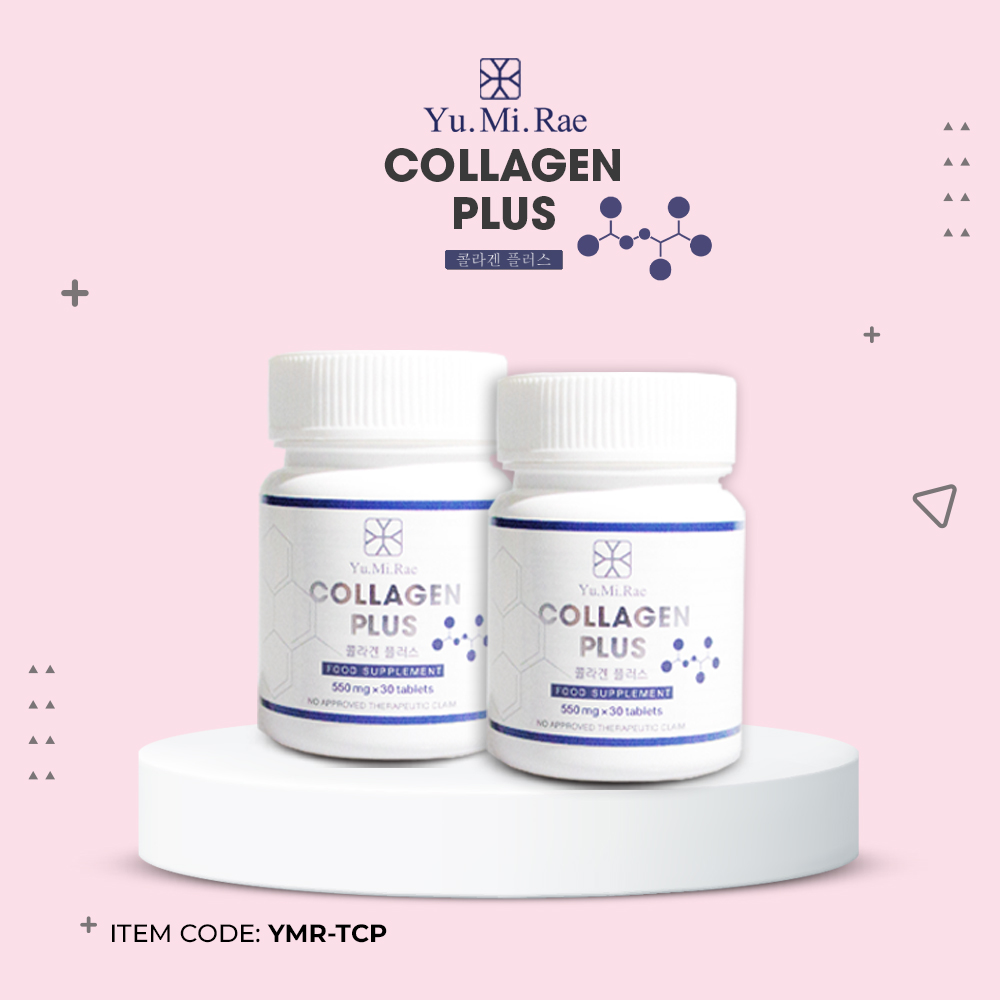 Yu.Mi.Rae
COLLAGEN
PLUS
콜라겐 플러스
Yu.Mi.Rae
COLLAGEN
PLUS
콜라겐 플러스
FOOD SUPPLEMENT
550 mg × 30 tablets
NO APPROVED THERAPEUTIC CLAIM
Yu.Mi.Rae
COLLAGEN
PLUS
콜라겐 플러스
FOOD SUPPLEMENT
550 mg × 30 tablets
NO APPROVED THERAPEUTIC CLAIM
ITEM CODE: YMR-TCP